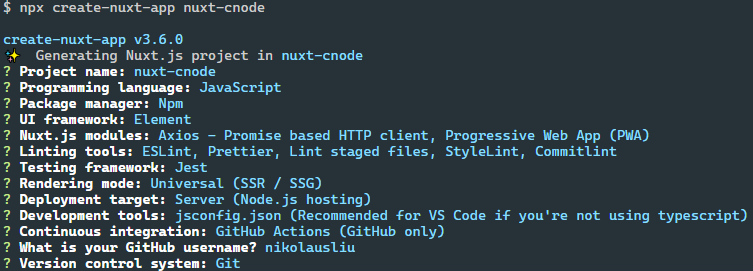 $ npx create-nuxt-app nuxt-cnode
create-nuxt-app v3.6.0
✨ Generating Nuxt.js project in nuxt-cnode
? Project name: nuxt-cnode
? Programming language: JavaScript
? Package manager: Npm
? UI framework: Element
? Nuxt.js modules: Axios - Promise based HTTP client, Progressive Web App (PWA)
? Linting tools: ESLint, Prettier, Lint staged files, StyleLint, Commitlint
? Testing framework: Jest
? Rendering mode: Universal (SSR / SSG)
? Deployment target: Server (Node.js hosting)
? Development tools: jsconfig.json (Recommended for VS Code if you're not using typescript)
? Continuous integration: GitHub Actions (GitHub only)
? What is your GitHub username? nikolausliu
? Version control system: Git